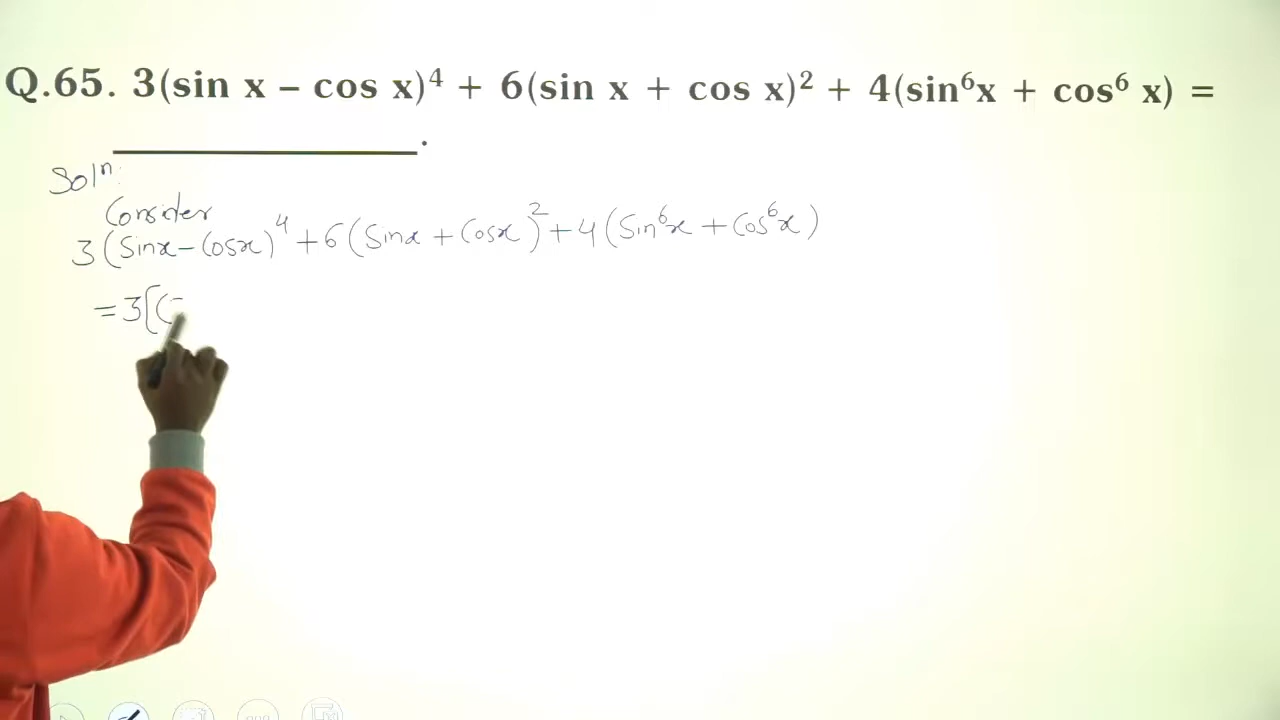 Q.65. 3(sin x – cos x)⁴ + 6(sin x + cos x)² + 4(sin⁶x + cos⁶ x) =
____________________.
Solⁿ:
Consider
3(Sinx – Cosx)⁴ + 6(Sinx + Cosx)² + 4(Sin⁶x + Cos⁶x)
= 3[(